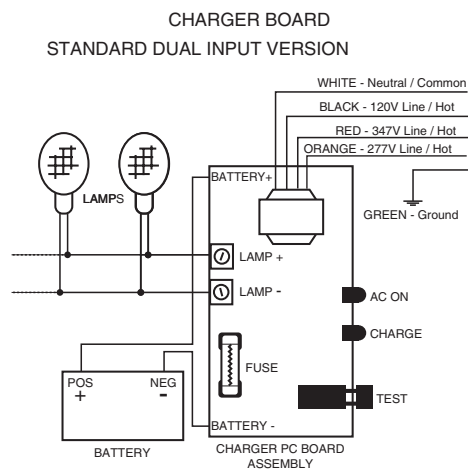 CHARGER BOARD
STANDARD DUAL INPUT VERSION
WHITE - Neutral / Common
BLACK - 120V Line / Hot
RED - 347V Line / Hot
ORANGE - 277V Line / Hot
GREEN - Ground
LAMPS
BATTERY+
LAMP +
LAMP -
AC ON
CHARGE
FUSE
TEST
POS
+
NEG
-
BATTERY -
BATTERY
CHARGER PC BOARD
ASSEMBLY